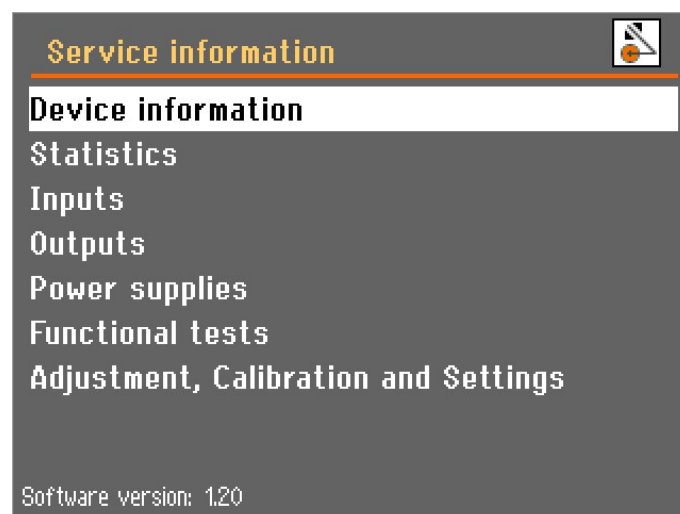 Service information
Device information
Statistics
Inputs
Outputs
Power supplies
Functional tests
Adjustment, Calibration and Settings
Software version: 1.20